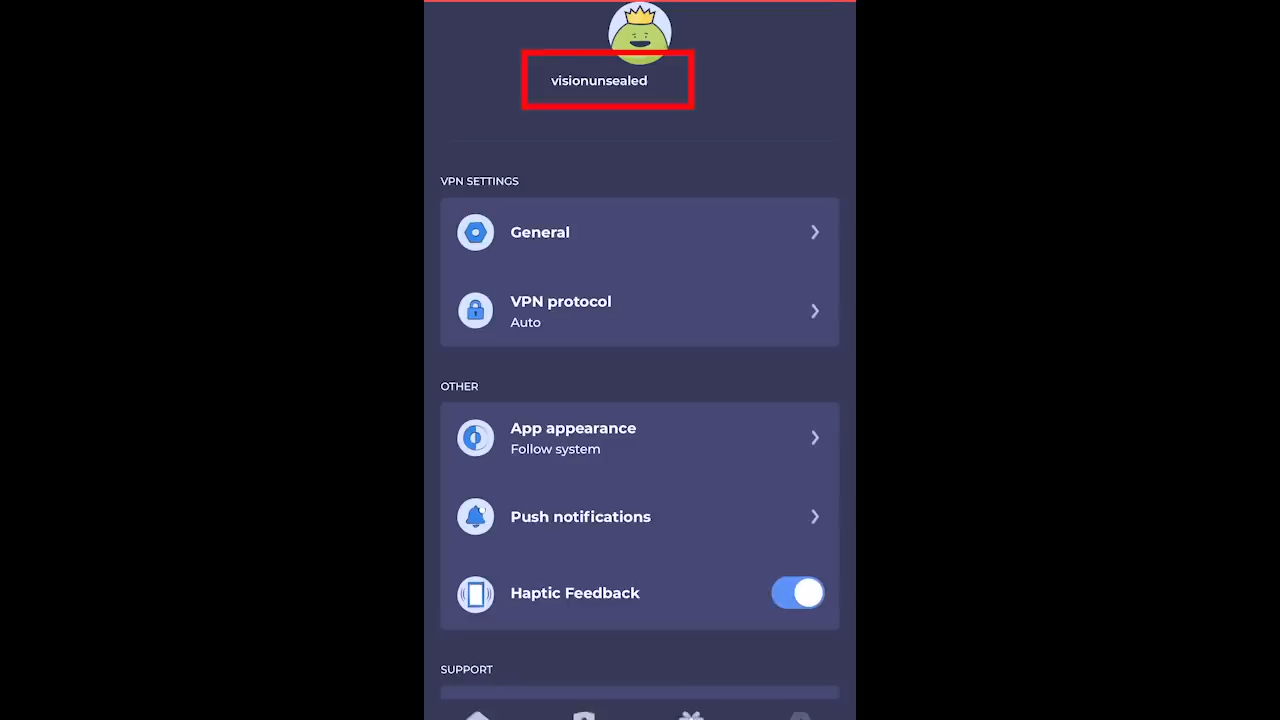 visionunsealed
VPN SETTINGS
General
VPN protocol
Auto
OTHER
App appearance
Follow system
Push notifications
Haptic Feedback
SUPPORT